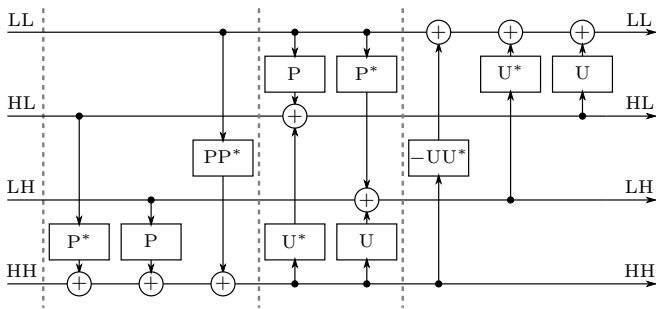 LL LL
P P* U* U
HL HL
PP* −UU*
LH LH
P* P U* U
HH HH